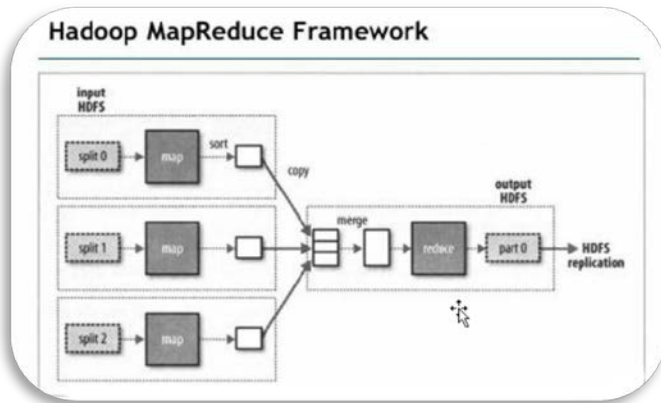 Hadoop MapReduce Framework
input
HDFS
split 0
map
sort
copy
split 1
map
merge
reduce
output
HDFS
part 0
HDFS
replication
split 2
map